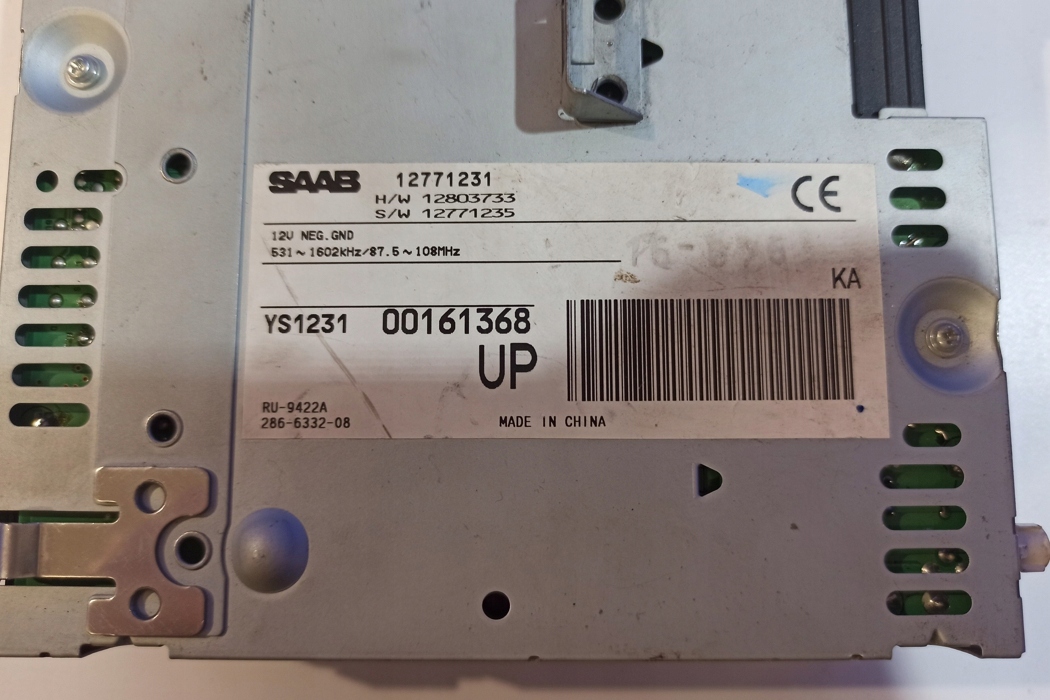 SAAB 12771231
H/W 12803733
S/W 12771235
CE
12V NEG.GND
531~1602kHz/87.5~108MHz
KA
YS1231 00161368
UP
RU-9422A
286-6332-08
MADE IN CHINA